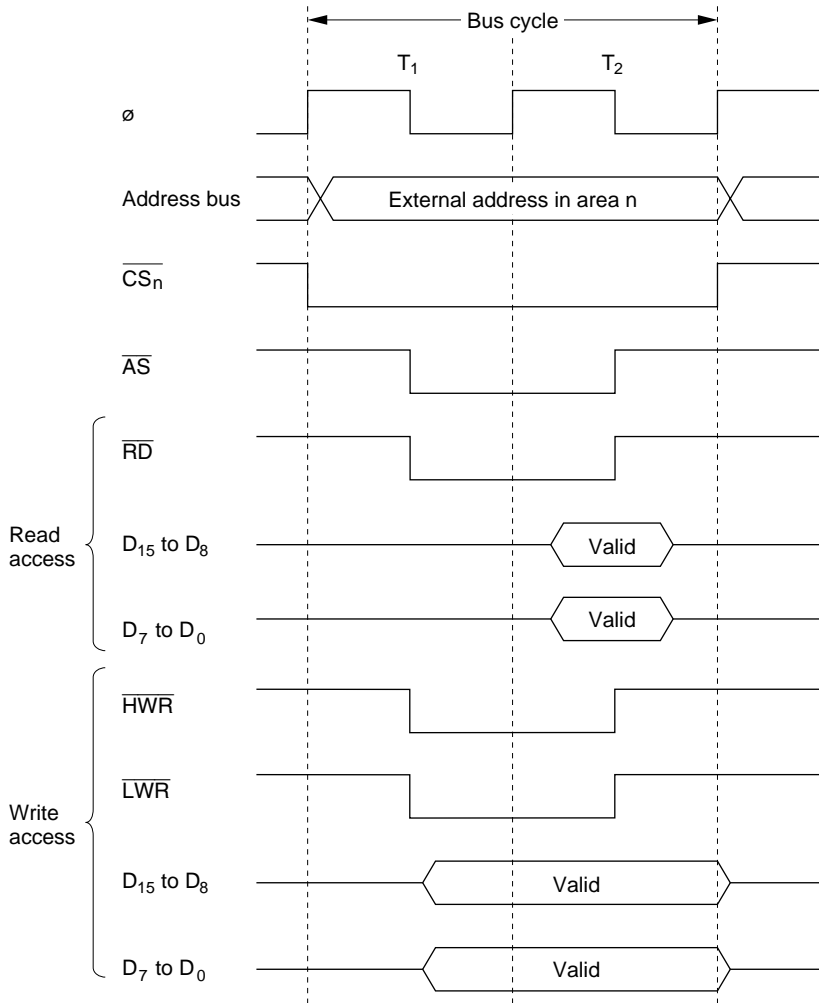 Bus cycle
T1 T2
ø
Address bus External address in area n
CSn
AS
RD
Read
access
D15 to D8 Valid
D7 to D0 Valid
HWR
LWR
Write
access
D15 to D8 Valid
D7 to D0 Valid